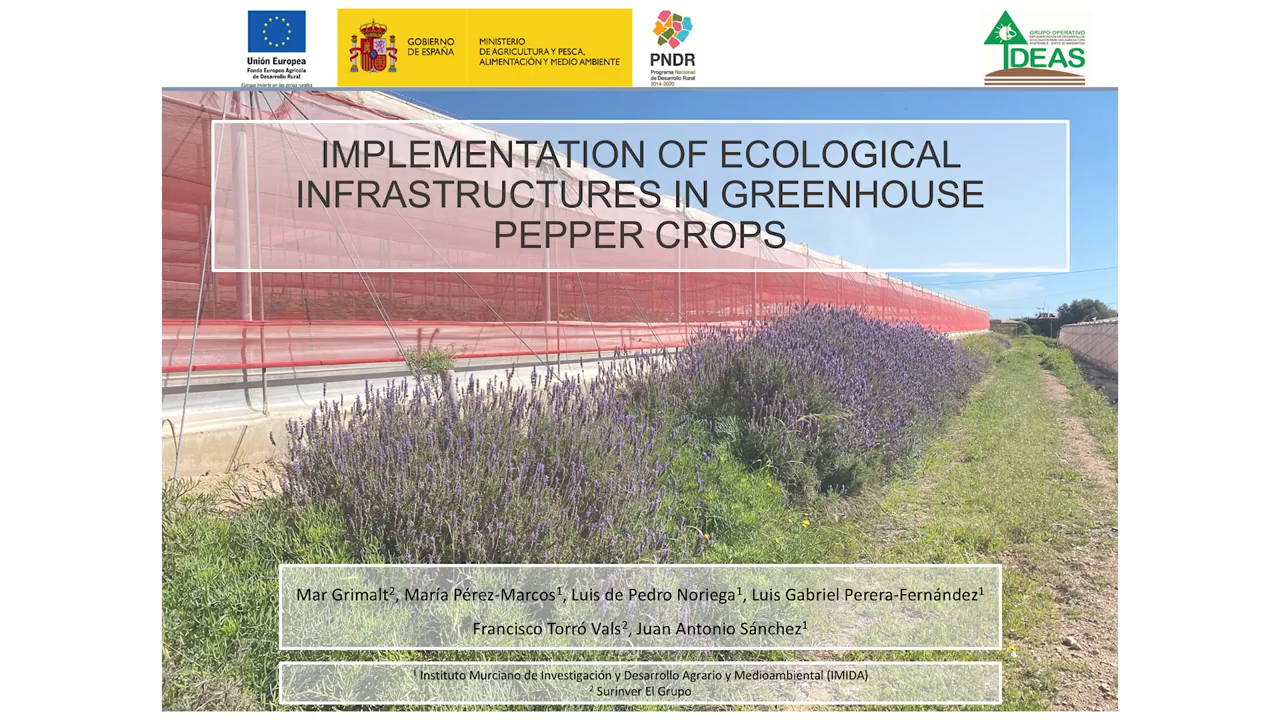 Unión Europea
Fondo Europeo Agrícola
de Desarrollo Rural
Europa invierte en las zonas rurales
GOBIERNO
DE ESPAÑA
MINISTERIO
DE AGRICULTURA Y PESCA,
ALIMENTACIÓN Y MEDIO AMBIENTE
PNDR
Programa Nacional
de Desarrollo Rural
2014-2020
GRUPO OPERATIVO
IDEAS
IMPLEMENTATION OF ECOLOGICAL
INFRASTRUCTURES IN GREENHOUSE
PEPPER CROPS
Mar Grimalt², María Pérez-Marcos¹, Luis de Pedro Noriega¹, Luis Gabriel Perera-Fernández¹
Francisco Torró Vals², Juan Antonio Sánchez¹
¹ Instituto Murciano de Investigación y Desarrollo Agrario y Medioambiental (IMIDA)
² Surinver El Grupo